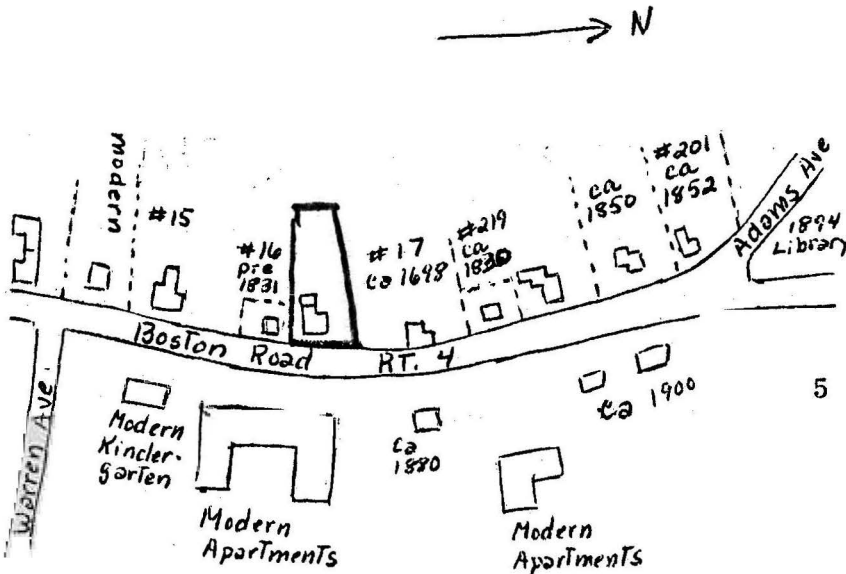 N
modern
#15
#16
pre
1831
#17
ca 1698
#219
ca
1830
ca
1850
#201
ca
1852
Adams Ave
1894
Library
Boston Road RT. 4
Warren Ave
Modern
Kinder-
garten
Modern
Apartments
ca
1880
ca 1900
Modern
Apartments
5